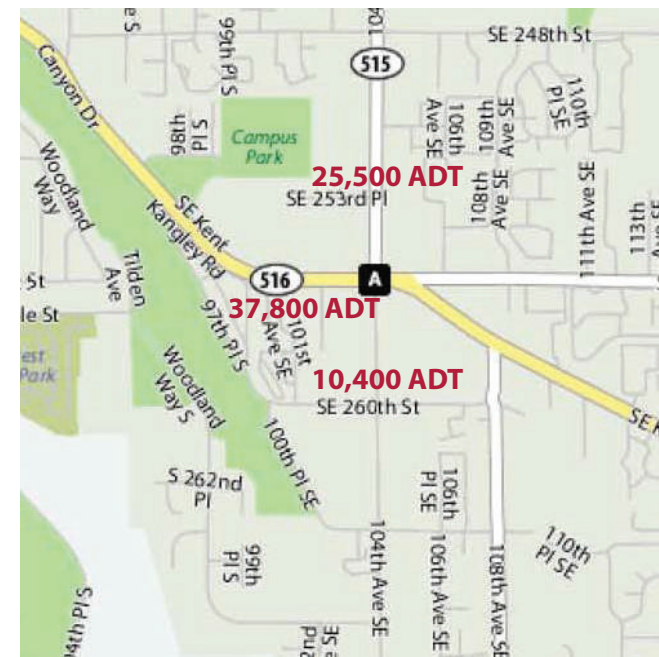 SE 248th St
99th Pl S
515
Canyon Dr
98th
Pl S
Campus
Park
106th
Ave SE
109th
Ave SE
110th
Pl SE
25,500 ADT
SE 253rd Pl
108th
Ave SE
111th Ave SE
113th
Woodland
Way
SE Kent
Kangley Rd
Tilden
Ave
516
A
37,800 ADT
St
97th Pl S
101st
Ave SE
Park
10,400 ADT
SE 260th St
Woodland
Way S
100th Pl SE
S 262nd
Pl
106th
Pl SE
99th
Pl S
104th Ave SE
106th Ave SE
108th Ave SE
110th
Pl SE